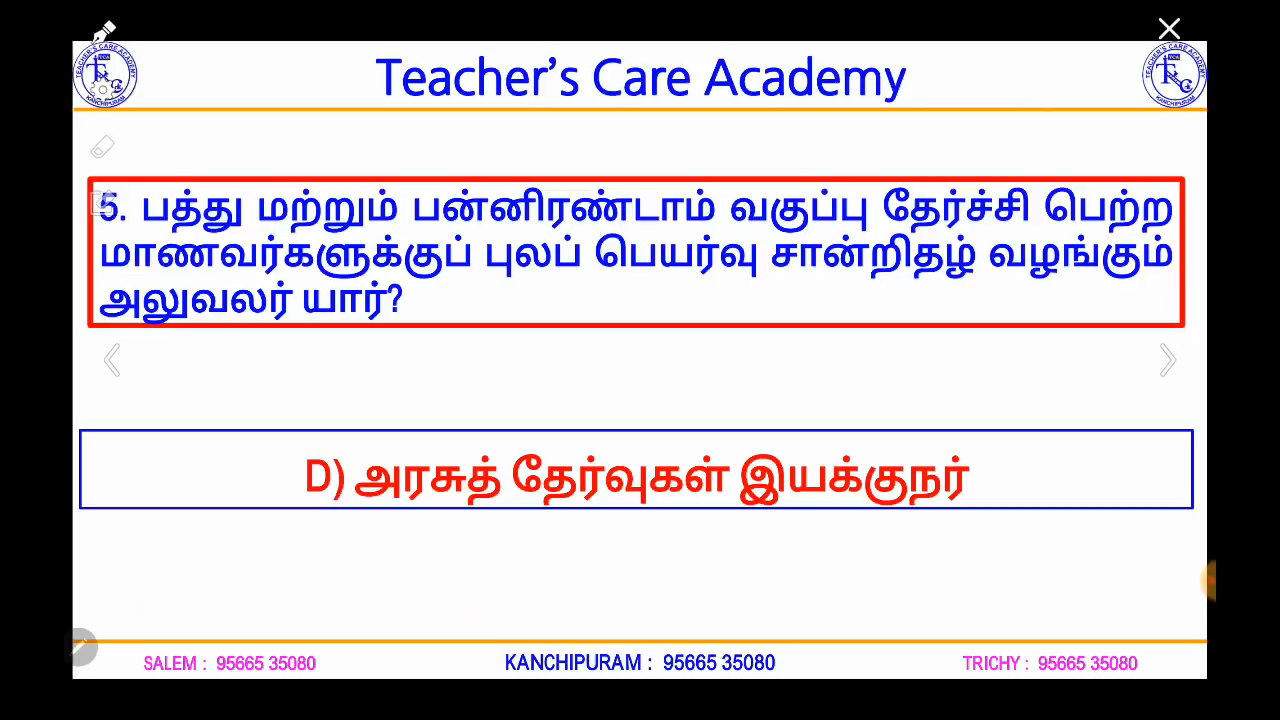 Teacher's Care Academy
5. பத்து மற்றும் பன்னிரண்டாம் வகுப்பு தேர்ச்சி பெற்ற
மாணவர்களுக்குப் புலப் பெயர்வு சான்றிதழ் வழங்கும்
அலுவலர் யார்?
D) அரசுத் தேர்வுகள் இயக்குநர்
SALEM : 95665 35080
KANCHIPURAM : 95665 35080
TRICHY : 95665 35080